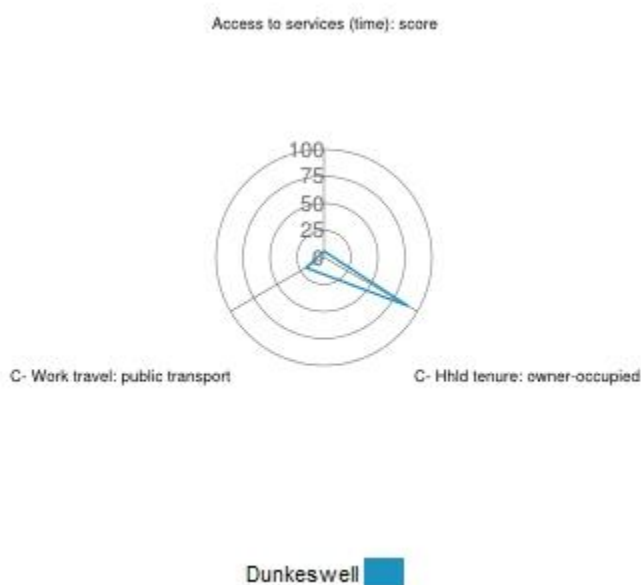 Access to services (time): score
100
75
50
25
0
C- Work travel: public transport
C- Hhld tenure: owner-occupied
Dunkeswell